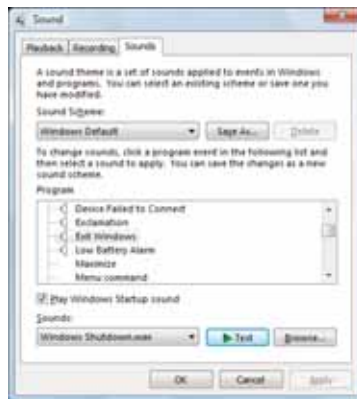 Sound
Playback Recording Sounds
A sound theme is a set of sounds applied to events in Windows
and programs. You can select an existing scheme or save one you
have modified.
Sound Scheme:
Windows Default Save As... Delete
To change sounds, click a program event in the following list and
then select a sound to apply. You can save the changes as a new
sound scheme.
Program
Device Failed to Connect
Exclamation
Exit Windows
Low Battery Alarm
Maximize
Menu command
Play Windows Startup sound
Sounds:
Windows Shutdown.wav Test Browse...
OK Cancel Apply